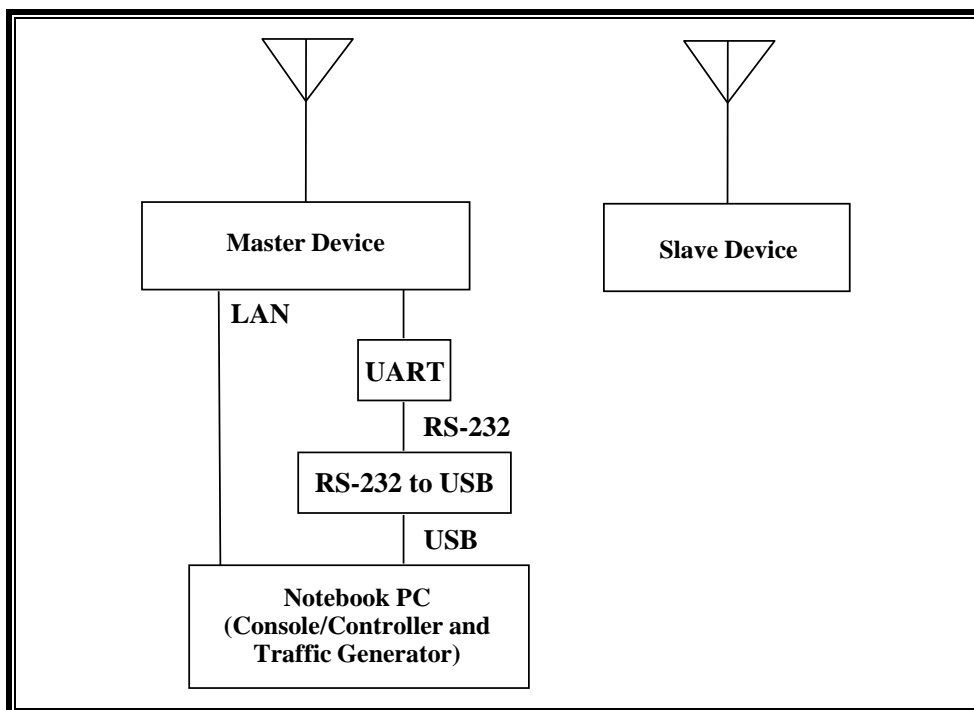 Master Device
Slave Device
LAN
UART
RS-232
RS-232 to USB
USB
Notebook PC
(Console/Controller and
Traffic Generator)